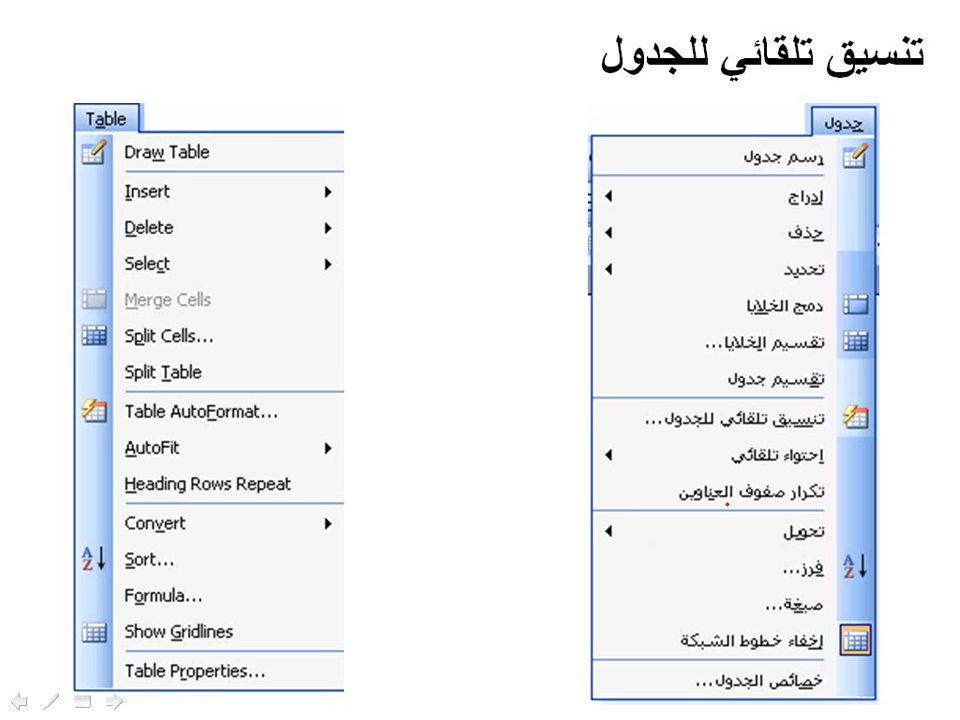 تنسيق تلقائي للجدول
Table
Draw Table
Insert
Delete
Select
Merge Cells
Split Cells...
Split Table
Table AutoFormat...
AutoFit
Heading Rows Repeat
Convert
Sort...
Formula...
Show Gridlines
Table Properties...
جدول
رسم جدول
إدراج
حذف
تحديد
دمج الخلايا
تقسيم الخلايا...
تقسيم جدول
تنسيق تلقائي للجدول...
إحتواء تلقائي
تكرار صفوف العناوين
تحويل
فرز...
صيغة...
إخفاء خطوط الشبكة
خصائص الجدول...